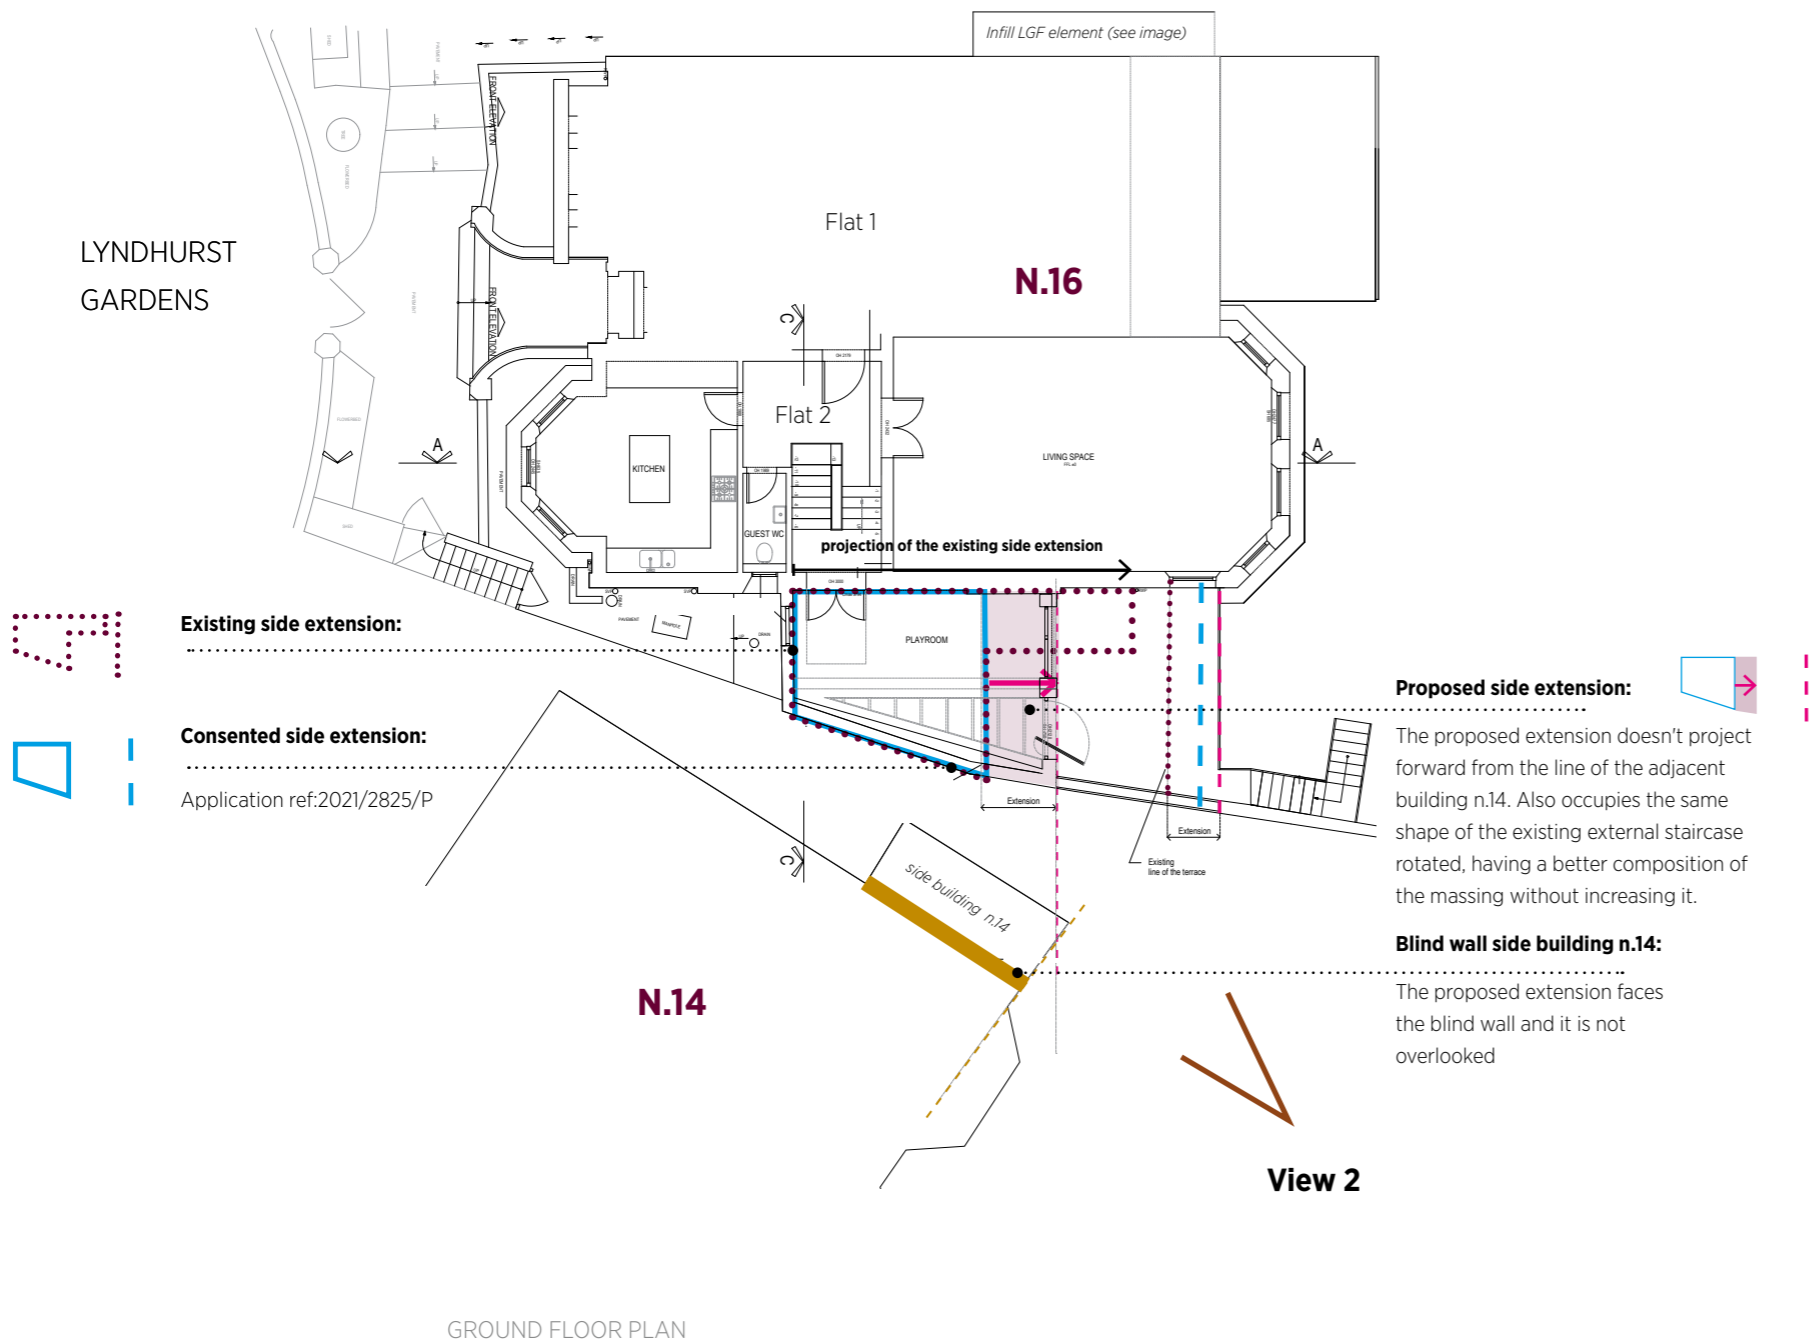 Infill LGF element (see image)
FRONT ELEVATION
Flat 1
LYNDHURST
GARDENS
N.16
FRONT ELEVATION
C
Flat 2
A
A
KITCHEN
LIVING SPACE
GUEST WC
projection of the existing side extension
PLAYROOM
PAVEMENT
DRAIN
Existing side extension:
Consented side extension:
Application ref:2021/2825/P
Proposed side extension:
The proposed extension doesn't project
forward from the line of the adjacent
building n.14. Also occupies the same
shape of the existing external staircase
rotated, having a better composition of
the massing without increasing it.
Extension
Extension
Existing
line of the terrace
C
side building n.14
Blind wall side building n.14:
The proposed extension faces
the blind wall and it is not
overlooked
N.14
View 2
GROUND FLOOR PLAN